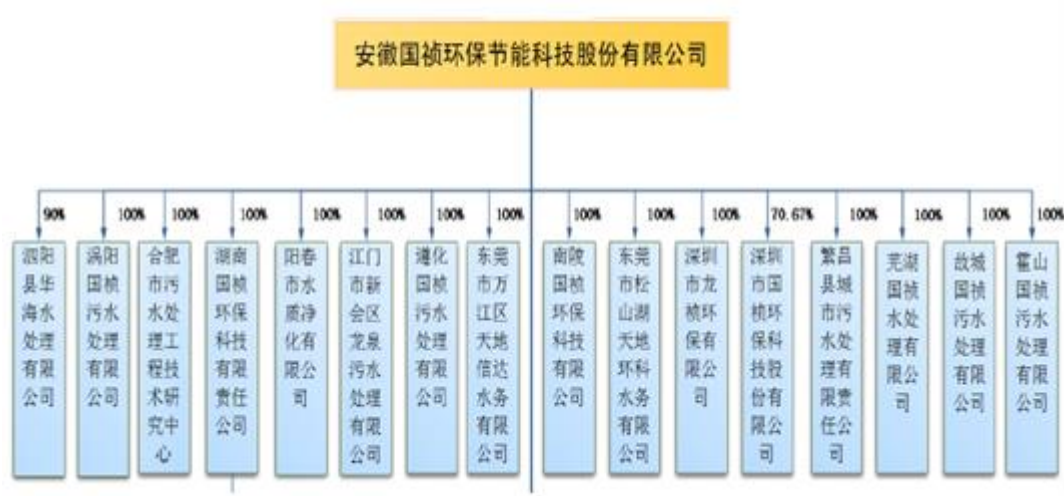 安徽国祯环保节能科技股份有限公司
90% 100% 100% 100% 100% 100% 100% 100% 100% 100% 100% 70.67% 100% 100% 100% 100%
泗阳县华海水处理有限公司
涡阳国祯污水处理有限公司
合肥市污水处理工程技术研究中心
湖南国祯环保科技有限责任公司
阳春市水质净化有限公司
江门市新会区龙泉污水处理有限公司
遵化国祯污水处理有限公司
东莞市万江区天地信达水务有限公司
南陵国祯环保科技有限公司
东莞市松山湖天地环科水务有限公司
深圳市龙祯环保有限公司
深圳市国祯环保科技股份有限公司
繁昌县城市污水处理有限责任公司
芜湖国祯水处理有限公司
故城国祯污水处理有限公司
霍山国祯污水处理有限公司